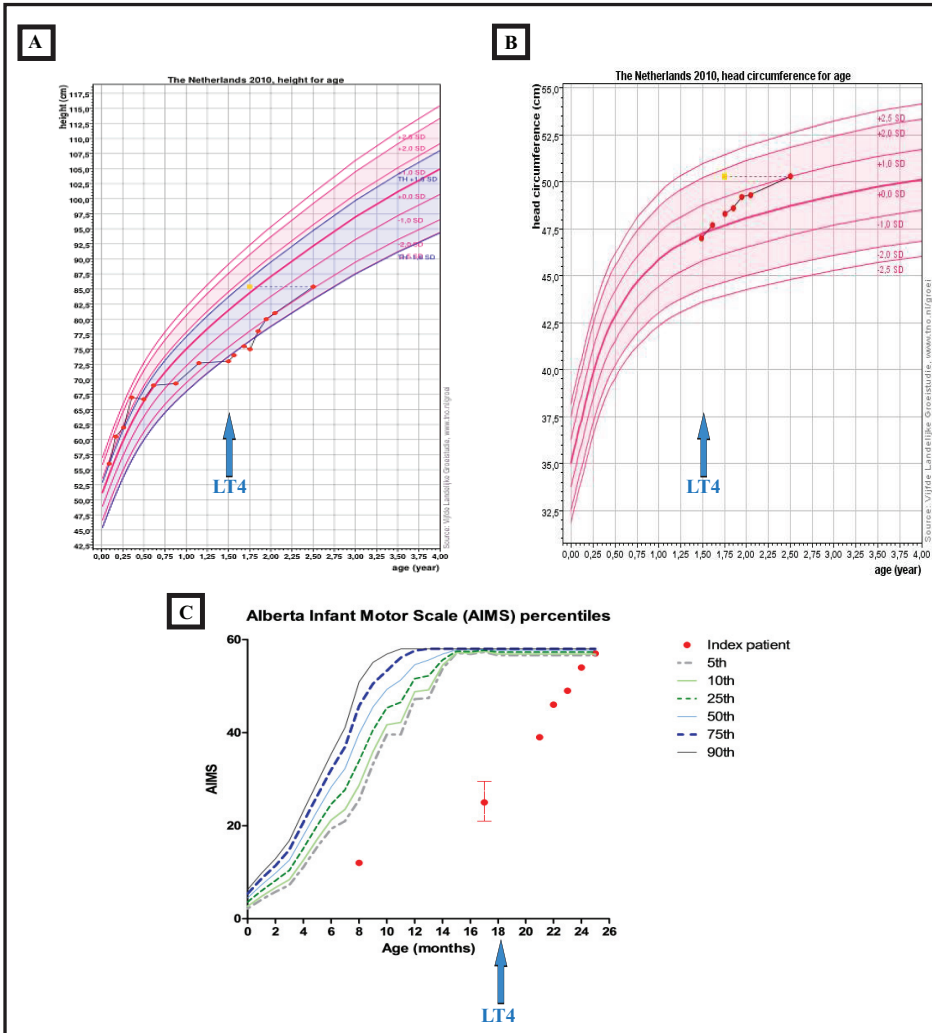 A
The Netherlands 2010, height for age
height (cm)
117,5
115,0
112,5
110,0
107,5
105,0
102,5
100,0
97,5
95,0
92,5
90,0
87,5
85,0
82,5
80,0
77,5
75,0
72,5
70,0
67,5
65,0
62,5
60,0
57,5
55,0
52,5
50,0
47,5
45,0
42,5
+2,5 SD
+2,0 SD
+1,0 SD
TH +1,6 SD
+0,0 SD
-1,0 SD
-2,0 SD
LT4
0,00 0,25 0,50 0,75 1,00 1,25 1,50 1,75 2,00 2,25 2,50 2,75 3,00 3,25 3,50 3,75 4,00
age (year)
Source: Vijfde Landelijke Groeistudie, www.tno.nl/groei
B
The Netherlands 2010, head circumference for age
head circumference (cm)
55,0
52,5
50,0
47,5
45,0
42,5
40,0
37,5
35,0
32,5
+2,5 SD
+2,0 SD
+1,0 SD
+0,0 SD
-1,0 SD
-2,0 SD
-2,5 SD
LT4
0,00 0,25 0,50 0,75 1,00 1,25 1,50 1,75 2,00 2,25 2,50 2,75 3,00 3,25 3,50 3,75 4,00
age (year)
Source: Vijfde Landelijke Groeistudie, www.tno.nl/groei
C
Alberta Infant Motor Scale (AIMS) percentiles
AIMS
60
40
20
0
0 2 4 6 8 10 12 14 16 18 20 22 24 26
Age (months)
Index patient
5th
10th
25th
50th
75th
90th
LT4